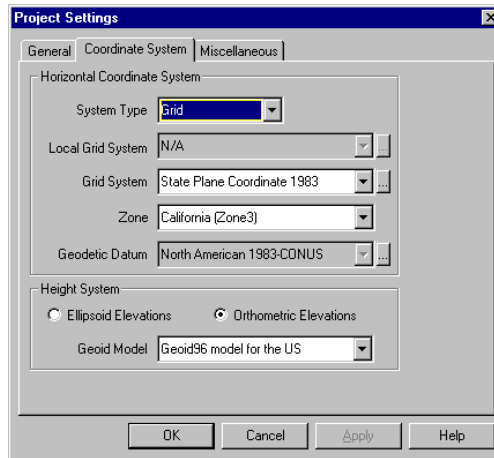 Project Settings
General Coordinate System Miscellaneous
Horizontal Coordinate System
System Type Grid
Local Grid System N/A ...
Grid System State Plane Coordinate 1983 ...
Zone California (Zone3)
Geodetic Datum North American 1983-CONUS ...
Height System
Ellipsoid Elevations Orthometric Elevations
Geoid Model Geoid96 model for the US
OK Cancel Apply Help